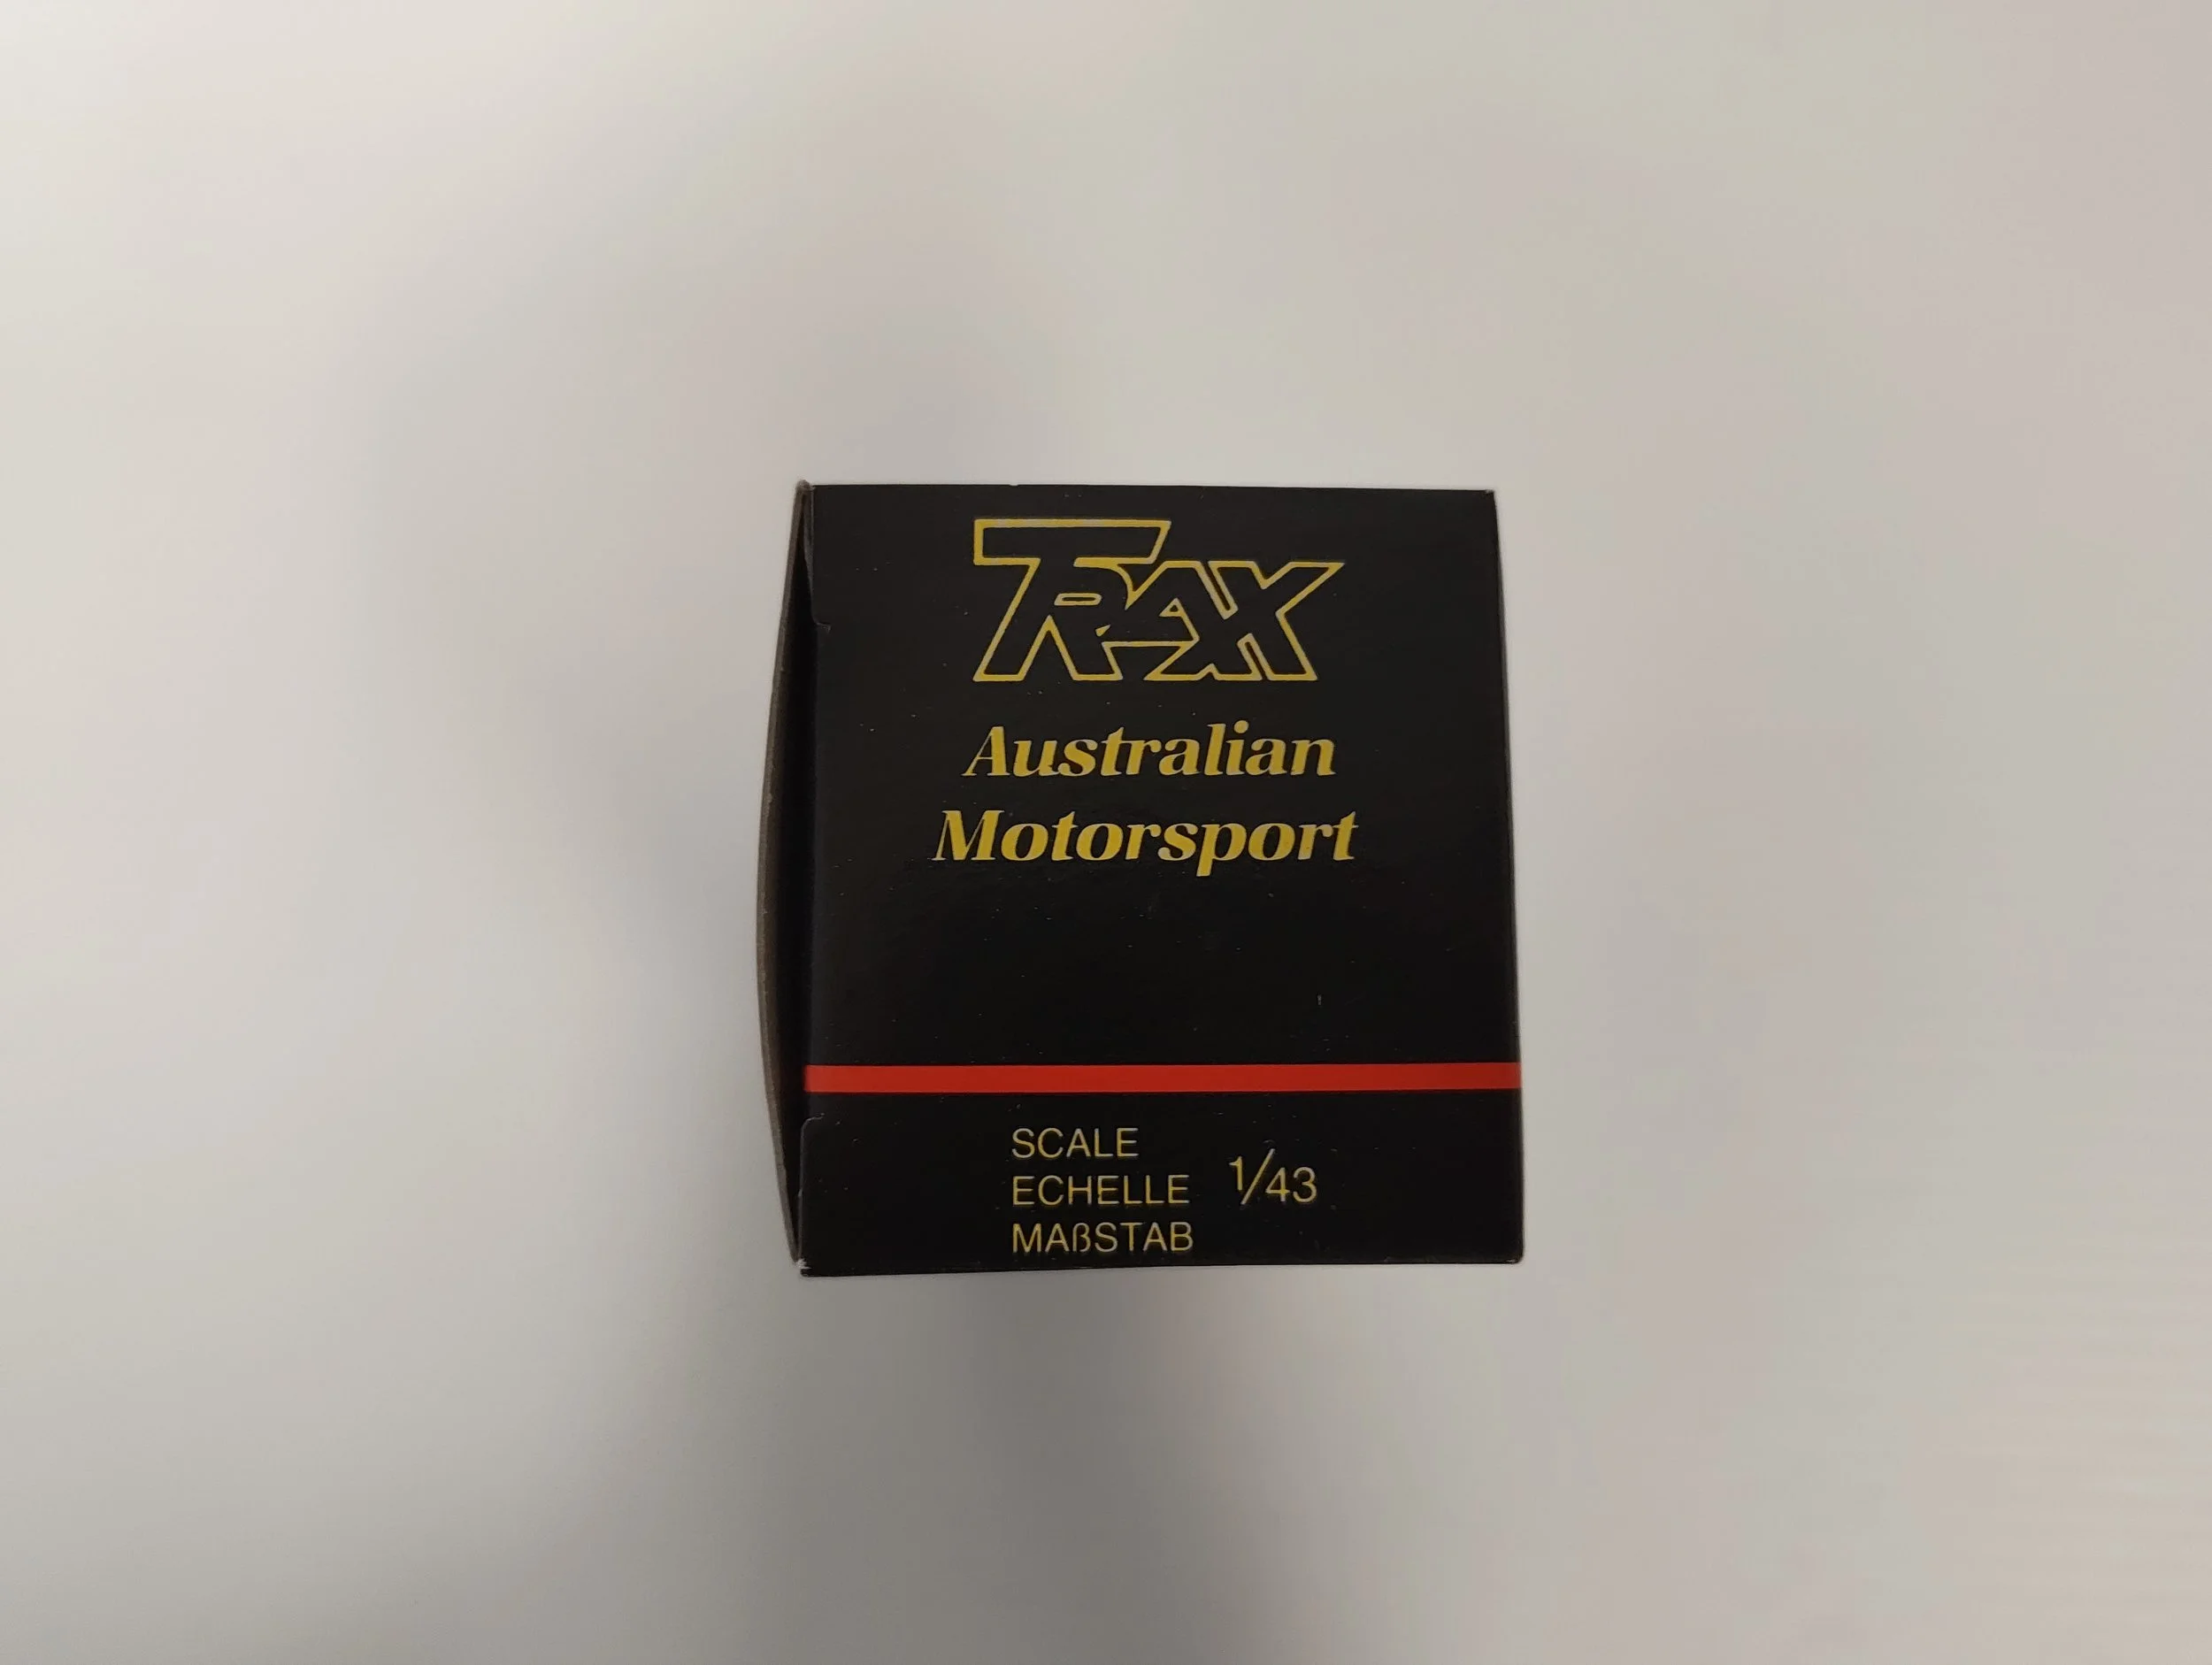 TRAX
Australian
Motorsport
SCALE
ECHELLE 1/43
MAßSTAB